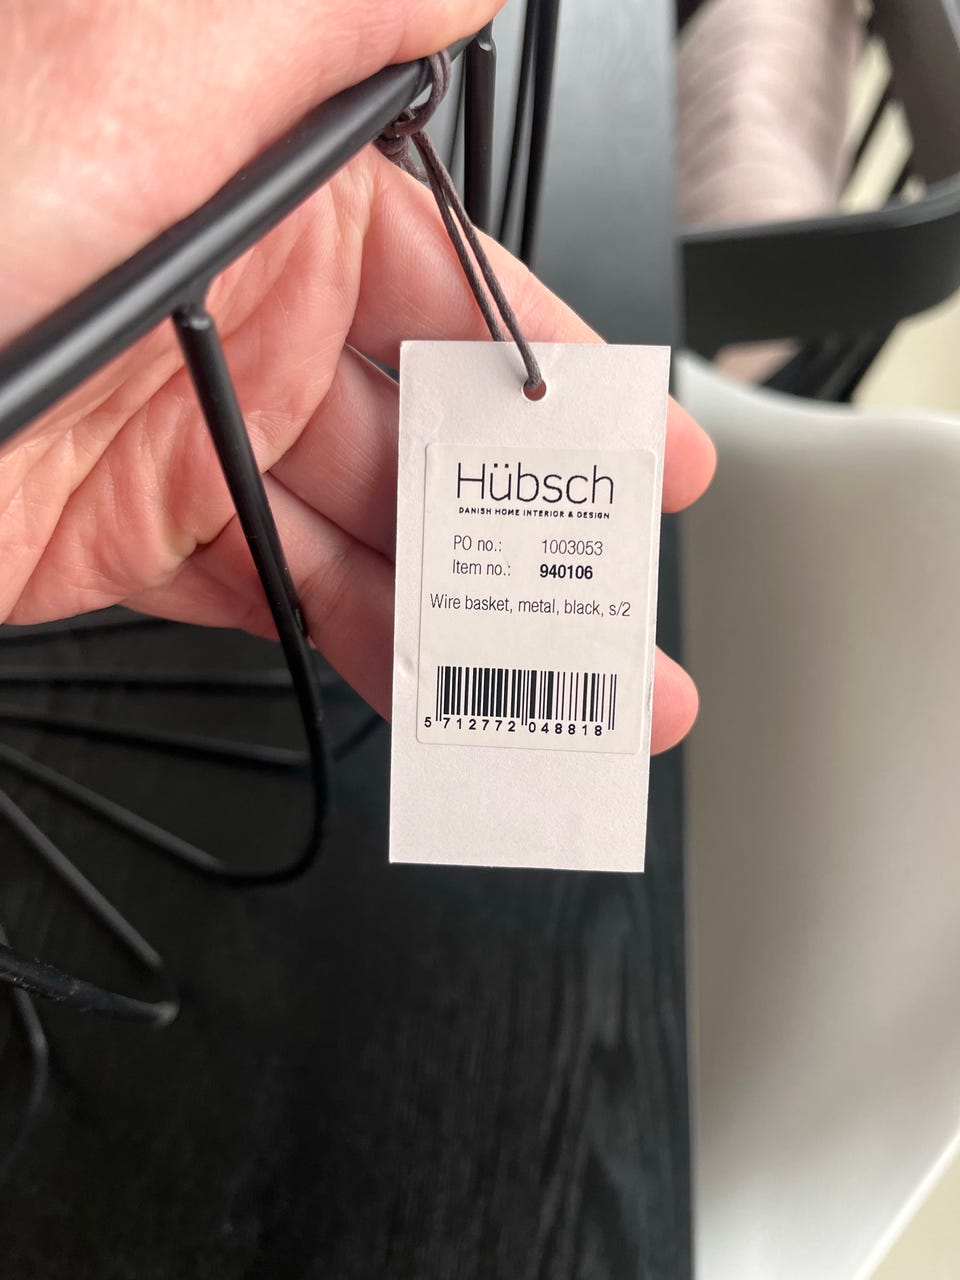 Hübsch
DANISH HOME INTERIOR & DESIGN
PO no.: 1003053
Item no.: 940106
Wire basket, metal, black, s/2
5 712772 048818